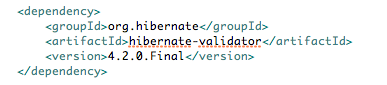 <dependency>
<groupId>org.hibernate</groupId>
<artifactId>hibernate-validator</artifactId>
<version>4.2.0.Final</version>
</dependency>